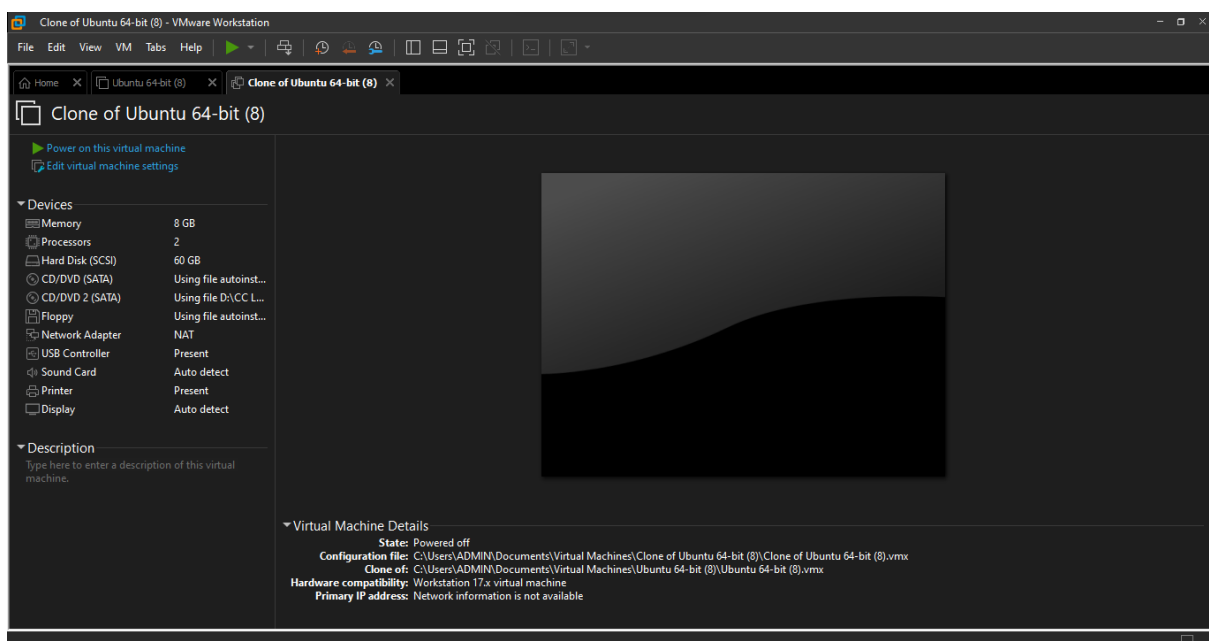 Clone of Ubuntu 64-bit (8) - VMware Workstation
File Edit View VM Tabs Help
Home Ubuntu 64-bit (8) Clone of Ubuntu 64-bit (8)
Clone of Ubuntu 64-bit (8)
Power on this virtual machine
Edit virtual machine settings
Devices
Memory 8 GB
Processors 2
Hard Disk (SCSI) 60 GB
CD/DVD (SATA) Using file autoinst...
CD/DVD 2 (SATA) Using file D:\CC L...
Floppy Using file autoinst...
Network Adapter NAT
USB Controller Present
Sound Card Auto detect
Printer Present
Display Auto detect
Description
Type here to enter a description of this virtual
machine.
Virtual Machine Details
State: Powered off
Configuration file: C:\Users\ADMIN\Documents\Virtual Machines\Clone of Ubuntu 64-bit (8)\Clone of Ubuntu 64-bit (8).vmx
Clone of: C:\Users\ADMIN\Documents\Virtual Machines\Ubuntu 64-bit (8)\Ubuntu 64-bit (8).vmx
Hardware compatibility: Workstation 17.x virtual machine
Primary IP address: Network information is not available